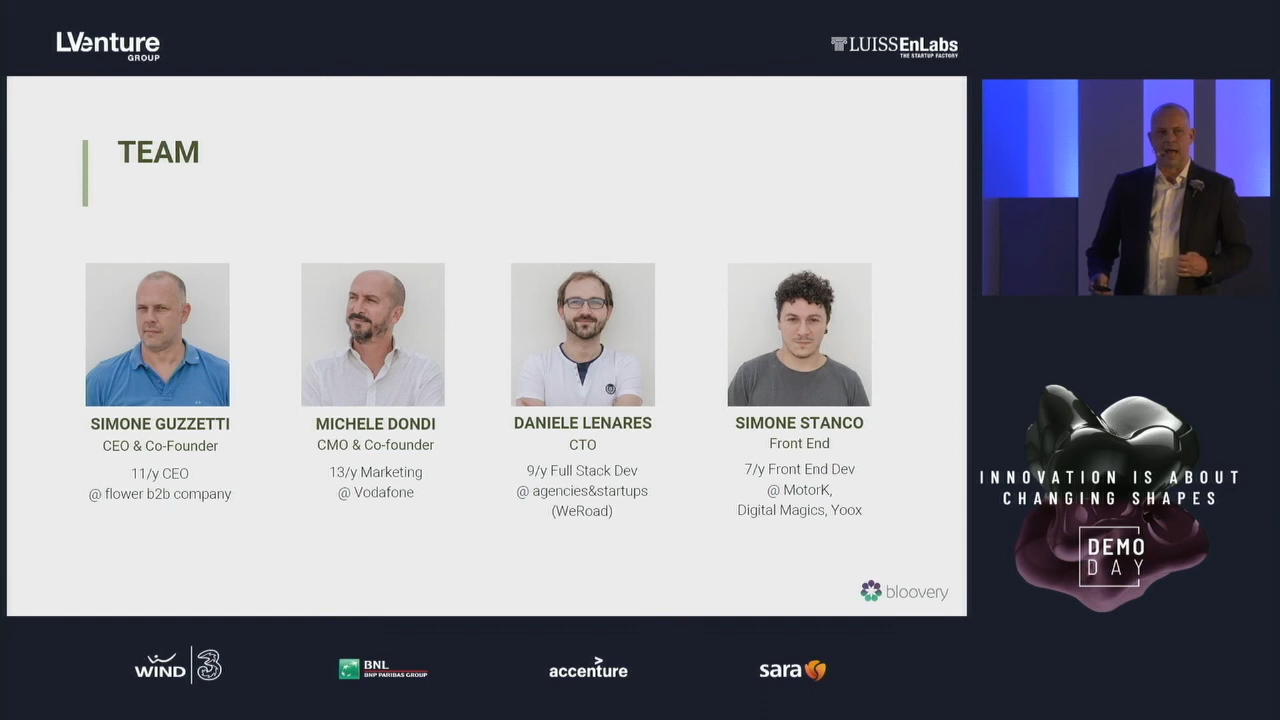 LVenture
GROUP
LUISSEnLabs
THE STARTUP FACTORY
TEAM
SIMONE GUZZETTI
CEO & Co-Founder
11/y CEO
@ flower b2b company
MICHELE DONDI
CMO & Co-founder
13/y Marketing
@ Vodafone
DANIELE LENARES
CTO
9/y Full Stack Dev
@ agencies&startups
(WeRoad)
SIMONE STANCO
Front End
7/y Front End Dev
@ MotorK,
Digital Magics, Yoox
bloovery
INNOVATION IS ABOUT
CHANGING SHAPES
DEMO
DAY
WIND 3
BNL
BNP PARIBAS GROUP
accenture
sara